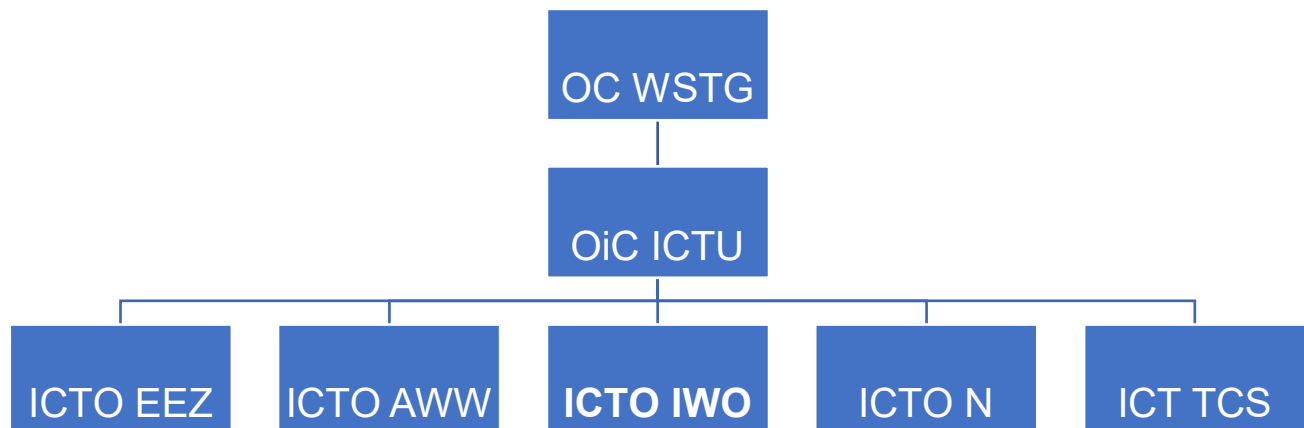 OC WSTG
OiC ICTU
ICTO EEZ
ICTO AWW
ICTO IWO
ICTO N
ICT TCS